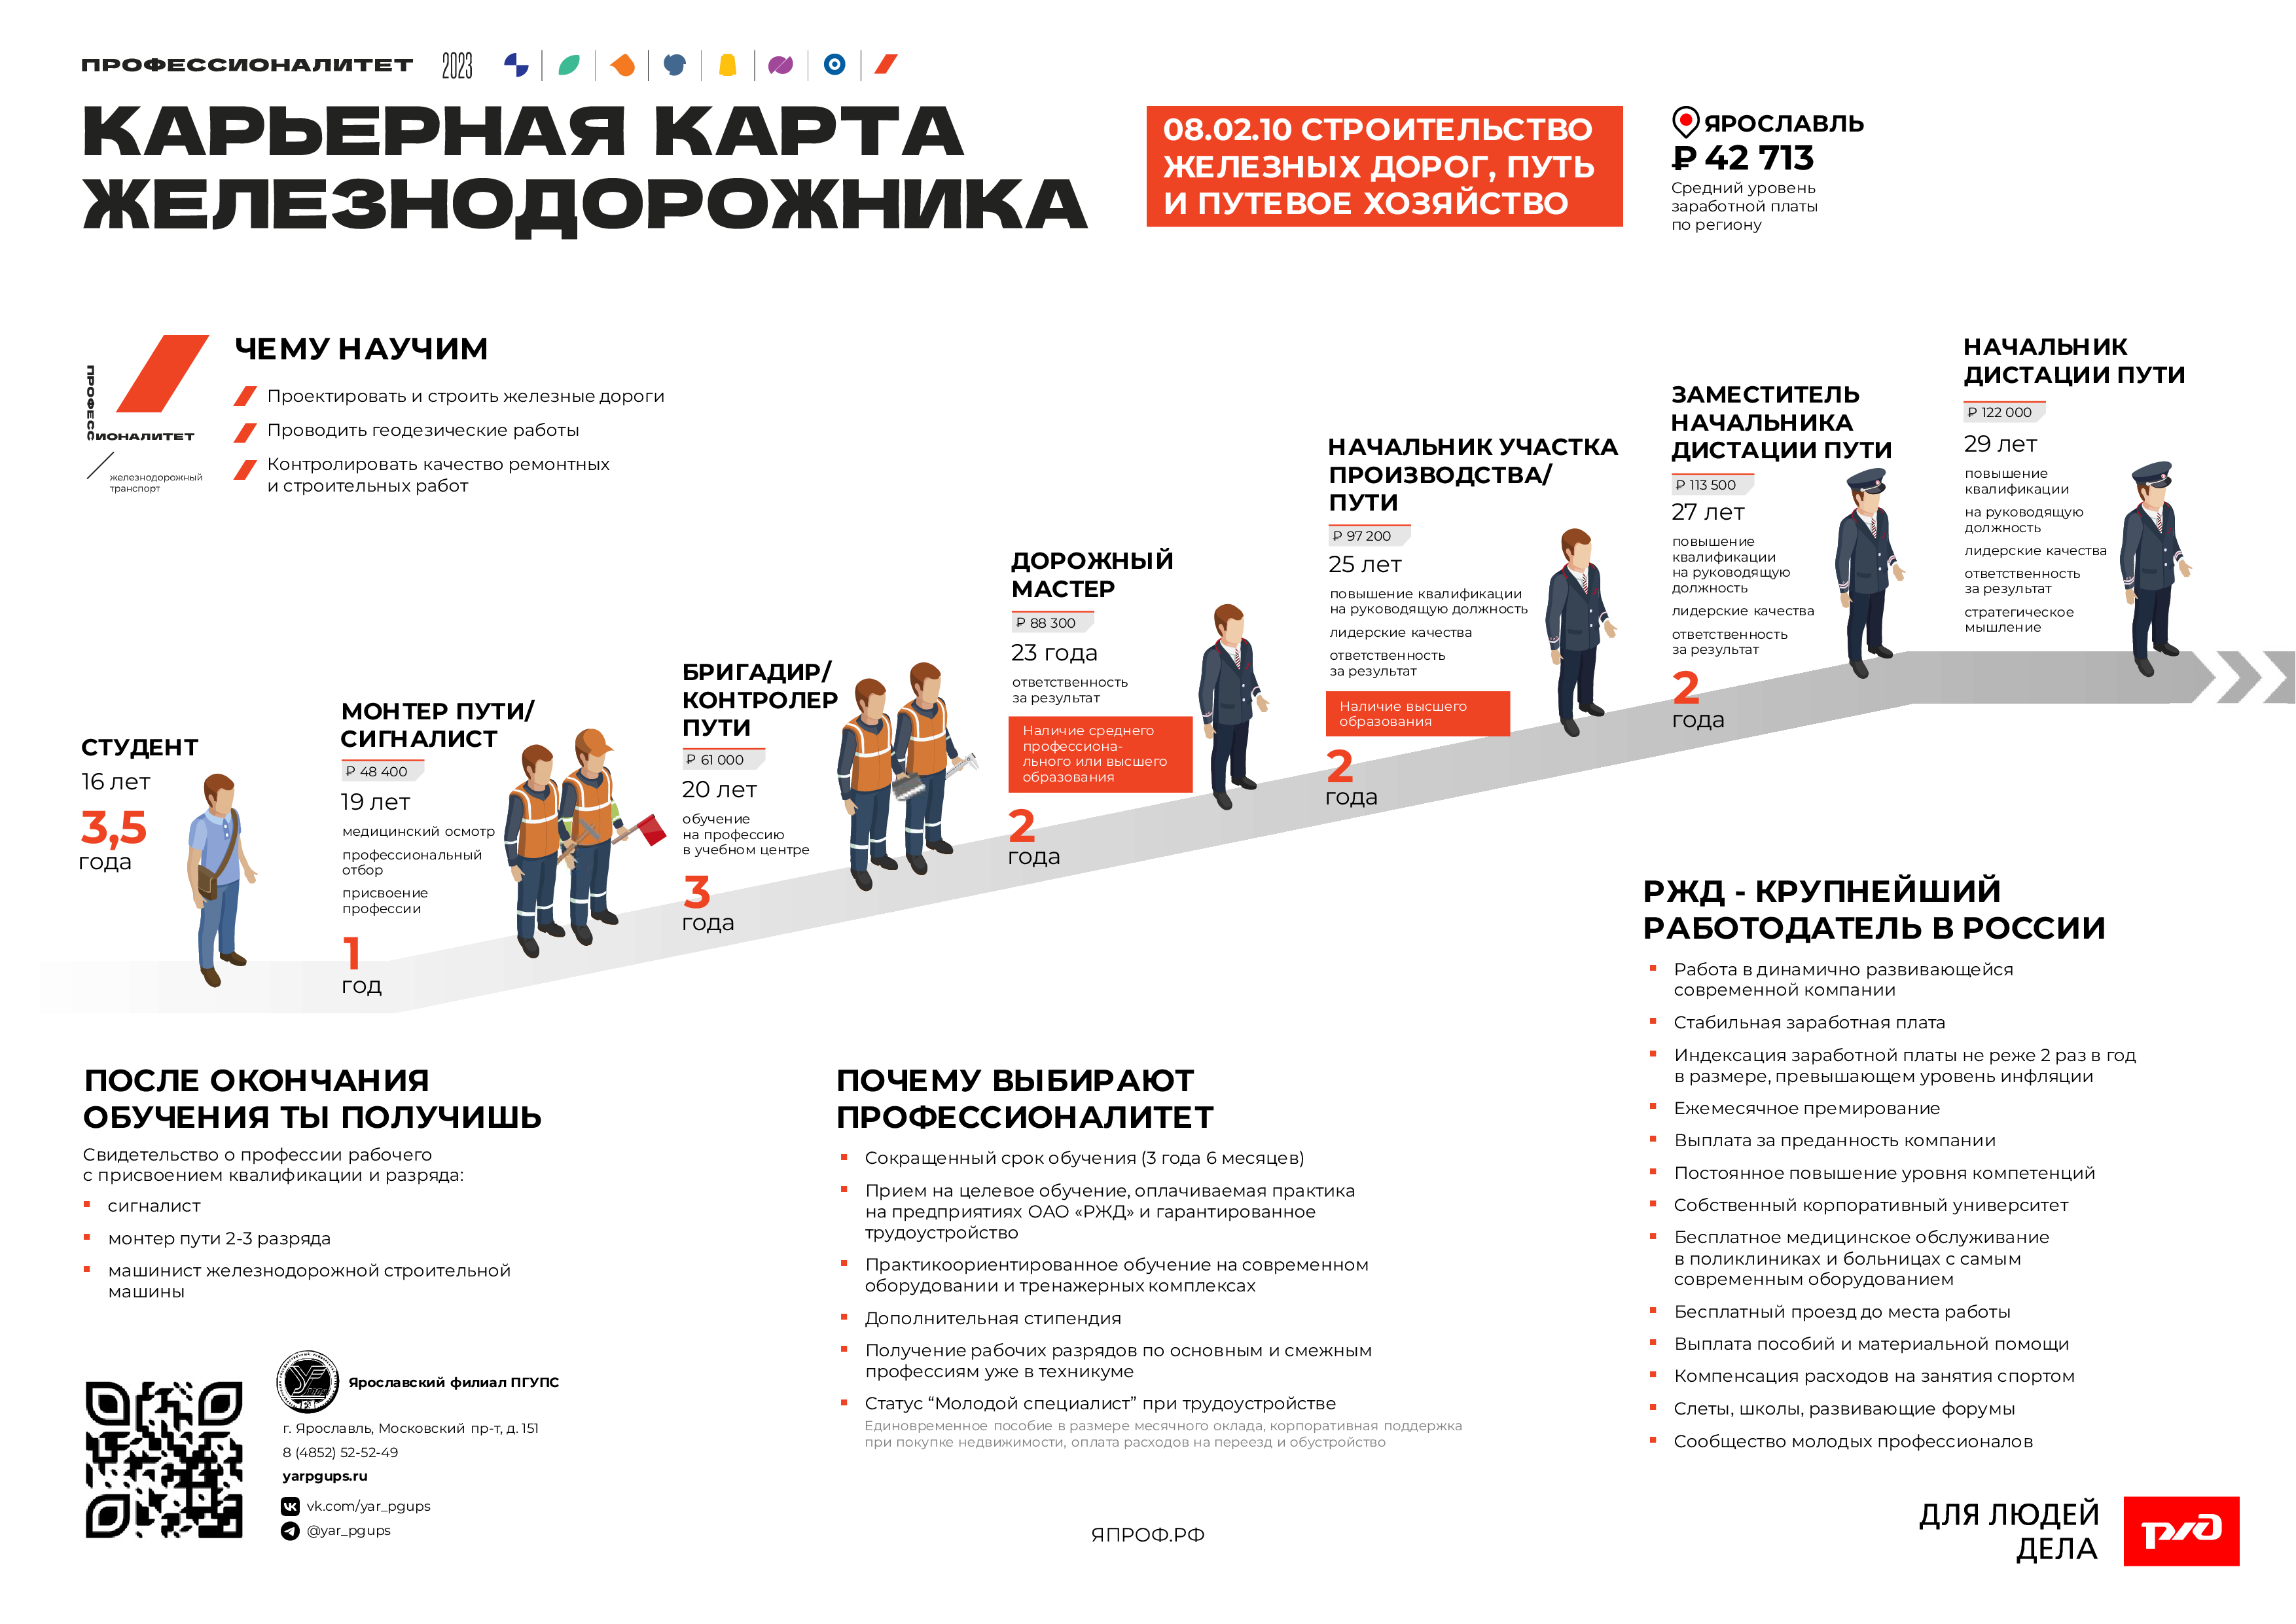 ПРОФЕССИОНАЛИТЕТ 2023
КАРЬЕРНАЯ КАРТА
ЖЕЛЕЗНОДОРОЖНИКА
08.02.10 СТРОИТЕЛЬСТВО
ЖЕЛЕЗНЫХ ДОРОГ, ПУТЬ
И ПУТЕВОЕ ХОЗЯЙСТВО
ЯРОСЛАВЛЬ
₽ 42 713
Средний уровень
заработной платы
по региону
ПРОФЕССИОНАЛИТЕТ
железнодорожный
транспорт
ЧЕМУ НАУЧИМ
Проектировать и строить железные дороги
Проводить геодезические работы
Контролировать качество ремонтных
и строительных работ
СТУДЕНТ
16 лет
3,5
года
МОНТЕР ПУТИ/
СИГНАЛИСТ
₽ 48 400
19 лет
медицинский осмотр
профессиональный
отбор
присвоение
профессии
1
год
БРИГАДИР/
КОНТРОЛЕР
ПУТИ
₽ 61 000
20 лет
обучение
на профессию
в учебном центре
3
года
ДОРОЖНЫЙ
МАСТЕР
₽ 88 300
23 года
ответственность
за результат
Наличие среднего
профессиона-
льного или высшего
образования
2
года
НАЧАЛЬНИК УЧАСТКА
ПРОИЗВОДСТВА/
ПУТИ
₽ 97 200
25 лет
повышение квалификации
на руководящую должность
лидерские качества
ответственность
за результат
Наличие высшего
образования
2
года
ЗАМЕСТИТЕЛЬ
НАЧАЛЬНИКА
ДИСТАЦИИ ПУТИ
₽ 113 500
27 лет
повышение
квалификации
на руководящую
должность
лидерские качества
ответственность
за результат
2
года
НАЧАЛЬНИК
ДИСТАЦИИ ПУТИ
₽ 122 000
29 лет
повышение
квалификации
на руководящую
должность
лидерские качества
ответственность
за результат
стратегическое
мышление
ПОСЛЕ ОКОНЧАНИЯ
ОБУЧЕНИЯ ТЫ ПОЛУЧИШЬ
Свидетельство о профессии рабочего
с присвоением квалификации и разряда:
сигналист
монтер пути 2-3 разряда
машинист железнодорожной строительной
машины
Ярославский филиал ПГУПС
г. Ярославль, Московский пр-т, д. 151
8 (4852) 52-52-49
yarpgups.ru
vk.com/yar_pgups
@yar_pgups
ПОЧЕМУ ВЫБИРАЮТ
ПРОФЕССИОНАЛИТЕТ
Сокращенный срок обучения (3 года 6 месяцев)
Прием на целевое обучение, оплачиваемая практика
на предприятиях ОАО «РЖД» и гарантированное
трудоустройство
Практикоориентированное обучение на современном
оборудовании и тренажерных комплексах
Дополнительная стипендия
Получение рабочих разрядов по основным и смежным
профессиям уже в техникуме
Статус “Молодой специалист” при трудоустройстве
Единовременное пособие в размере месячного оклада, корпоративная поддержка
при покупке недвижимости, оплата расходов на переезд и обустройство
ЯПРОФ.РФ
РЖД - КРУПНЕЙШИЙ
РАБОТОДАТЕЛЬ В РОССИИ
Работа в динамично развивающейся
современной компании
Стабильная заработная плата
Индексация заработной платы не реже 2 раз в год
в размере, превышающем уровень инфляции
Ежемесячное премирование
Выплата за преданность компании
Постоянное повышение уровня компетенций
Собственный корпоративный университет
Бесплатное медицинское обслуживание
в поликлиниках и больницах с самым
современным оборудованием
Бесплатный проезд до места работы
Выплата пособий и материальной помощи
Компенсация расходов на занятия спортом
Слеты, школы, развивающие форумы
Сообщество молодых профессионалов
ДЛЯ ЛЮДЕЙ
ДЕЛА
ржд